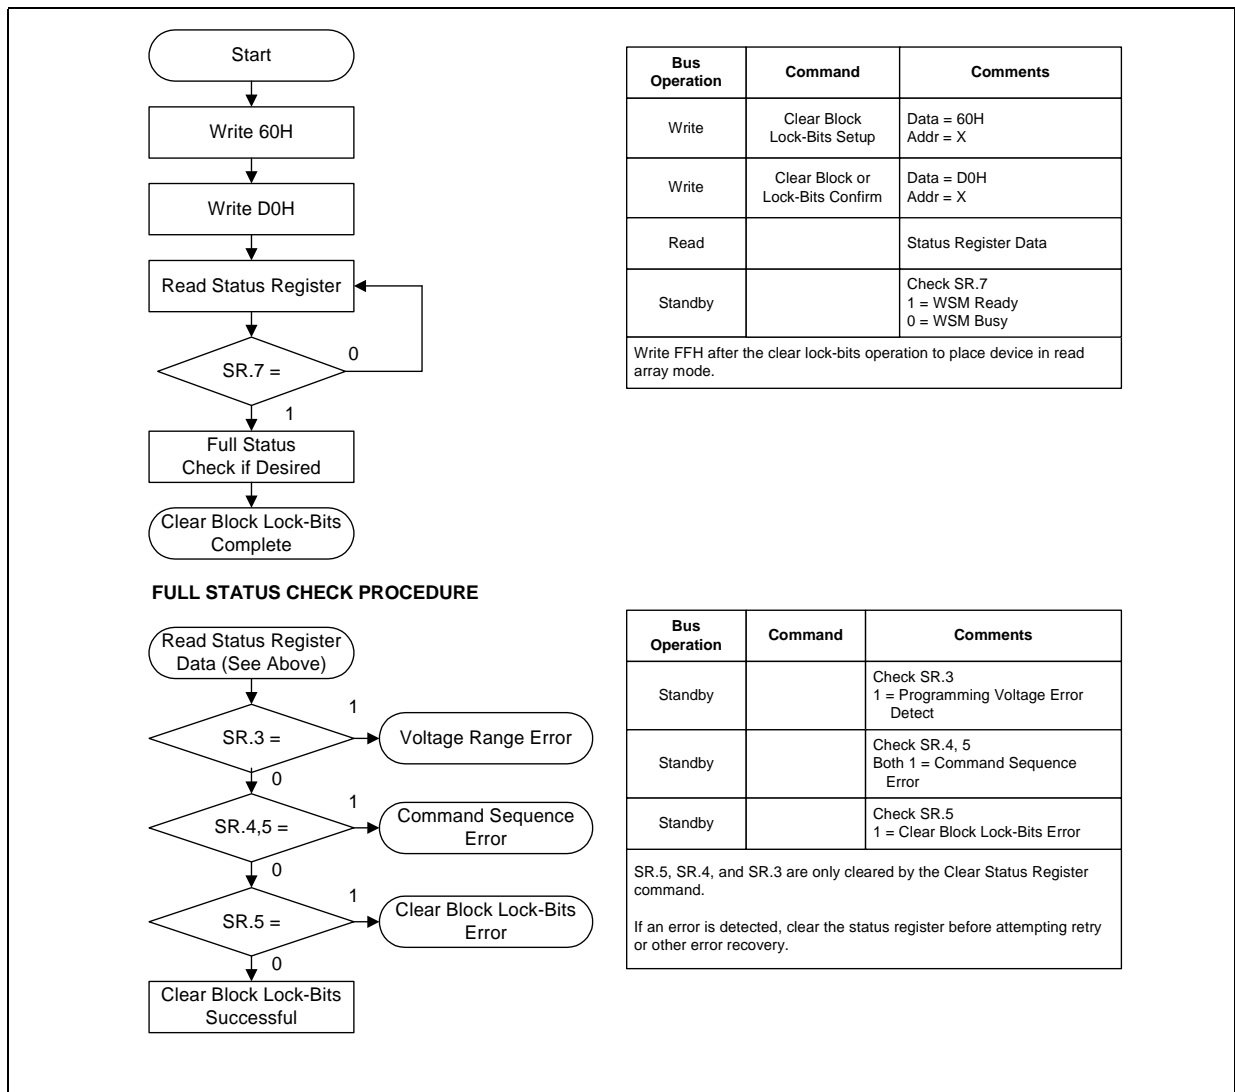 Start
Write 60H
Write D0H
Read Status Register
SR.7 =
0
1
Full Status
Check if Desired
Clear Block Lock-Bits
Complete
Bus
Operation
Command
Comments
Write
Clear Block
Lock-Bits Setup
Data = 60H
Addr = X
Write
Clear Block or
Lock-Bits Confirm
Data = D0H
Addr = X
Read
Status Register Data
Standby
Check SR.7
1 = WSM Ready
0 = WSM Busy
Write FFH after the clear lock-bits operation to place device in read
array mode.
FULL STATUS CHECK PROCEDURE
Read Status Register
Data (See Above)
SR.3 =
1
Voltage Range Error
0
SR.4,5 =
1
Command Sequence
Error
0
SR.5 =
1
Clear Block Lock-Bits
Error
0
Clear Block Lock-Bits
Successful
Bus
Operation
Command
Comments
Standby
Check SR.3
1 = Programming Voltage Error
Detect
Standby
Check SR.4, 5
Both 1 = Command Sequence
Error
Standby
Check SR.5
1 = Clear Block Lock-Bits Error
SR.5, SR.4, and SR.3 are only cleared by the Clear Status Register
command.
If an error is detected, clear the status register before attempting retry
or other error recovery.